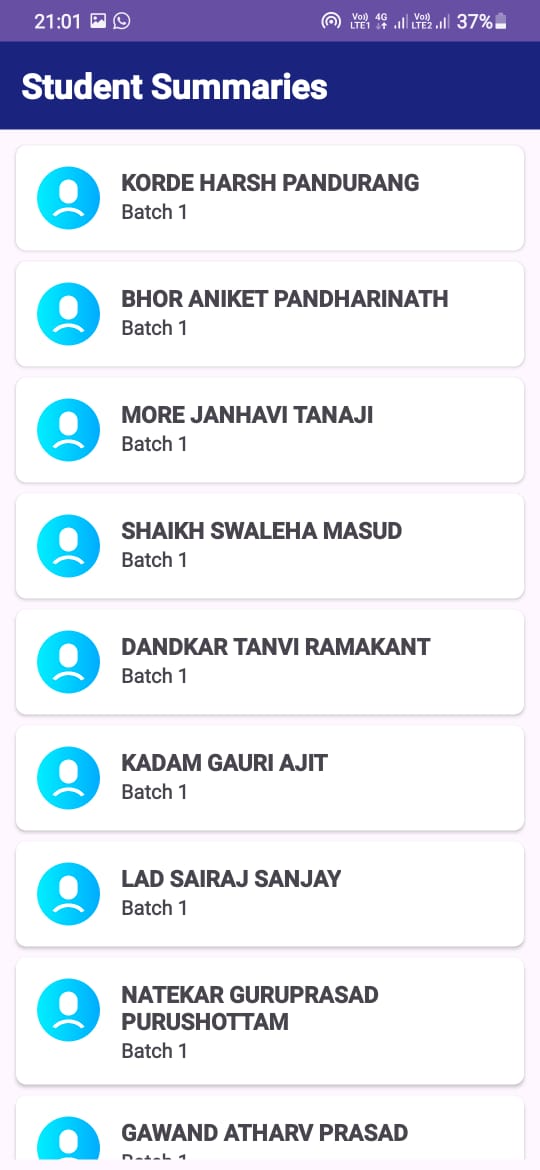 21:01 Vo)) LTE1 4G Vo)) LTE2 37%
Student Summaries
KORDE HARSH PANDURANG
Batch 1
BHOR ANIKET PANDHARINATH
Batch 1
MORE JANHAVI TANAJI
Batch 1
SHAIKH SWALEHA MASUD
Batch 1
DANDKAR TANVI RAMAKANT
Batch 1
KADAM GAURI AJIT
Batch 1
LAD SAIRAJ SANJAY
Batch 1
NATEKAR GURUPRASAD
PURUSHOTTAM
Batch 1
GAWAND ATHARV PRASAD
Batch 1